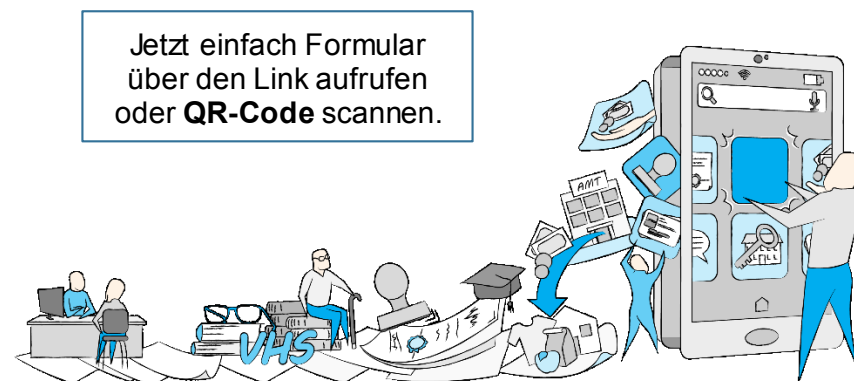 Jetzt einfach Formular
über den Link aufrufen
oder QR-Code scannen.
AMT
VHS